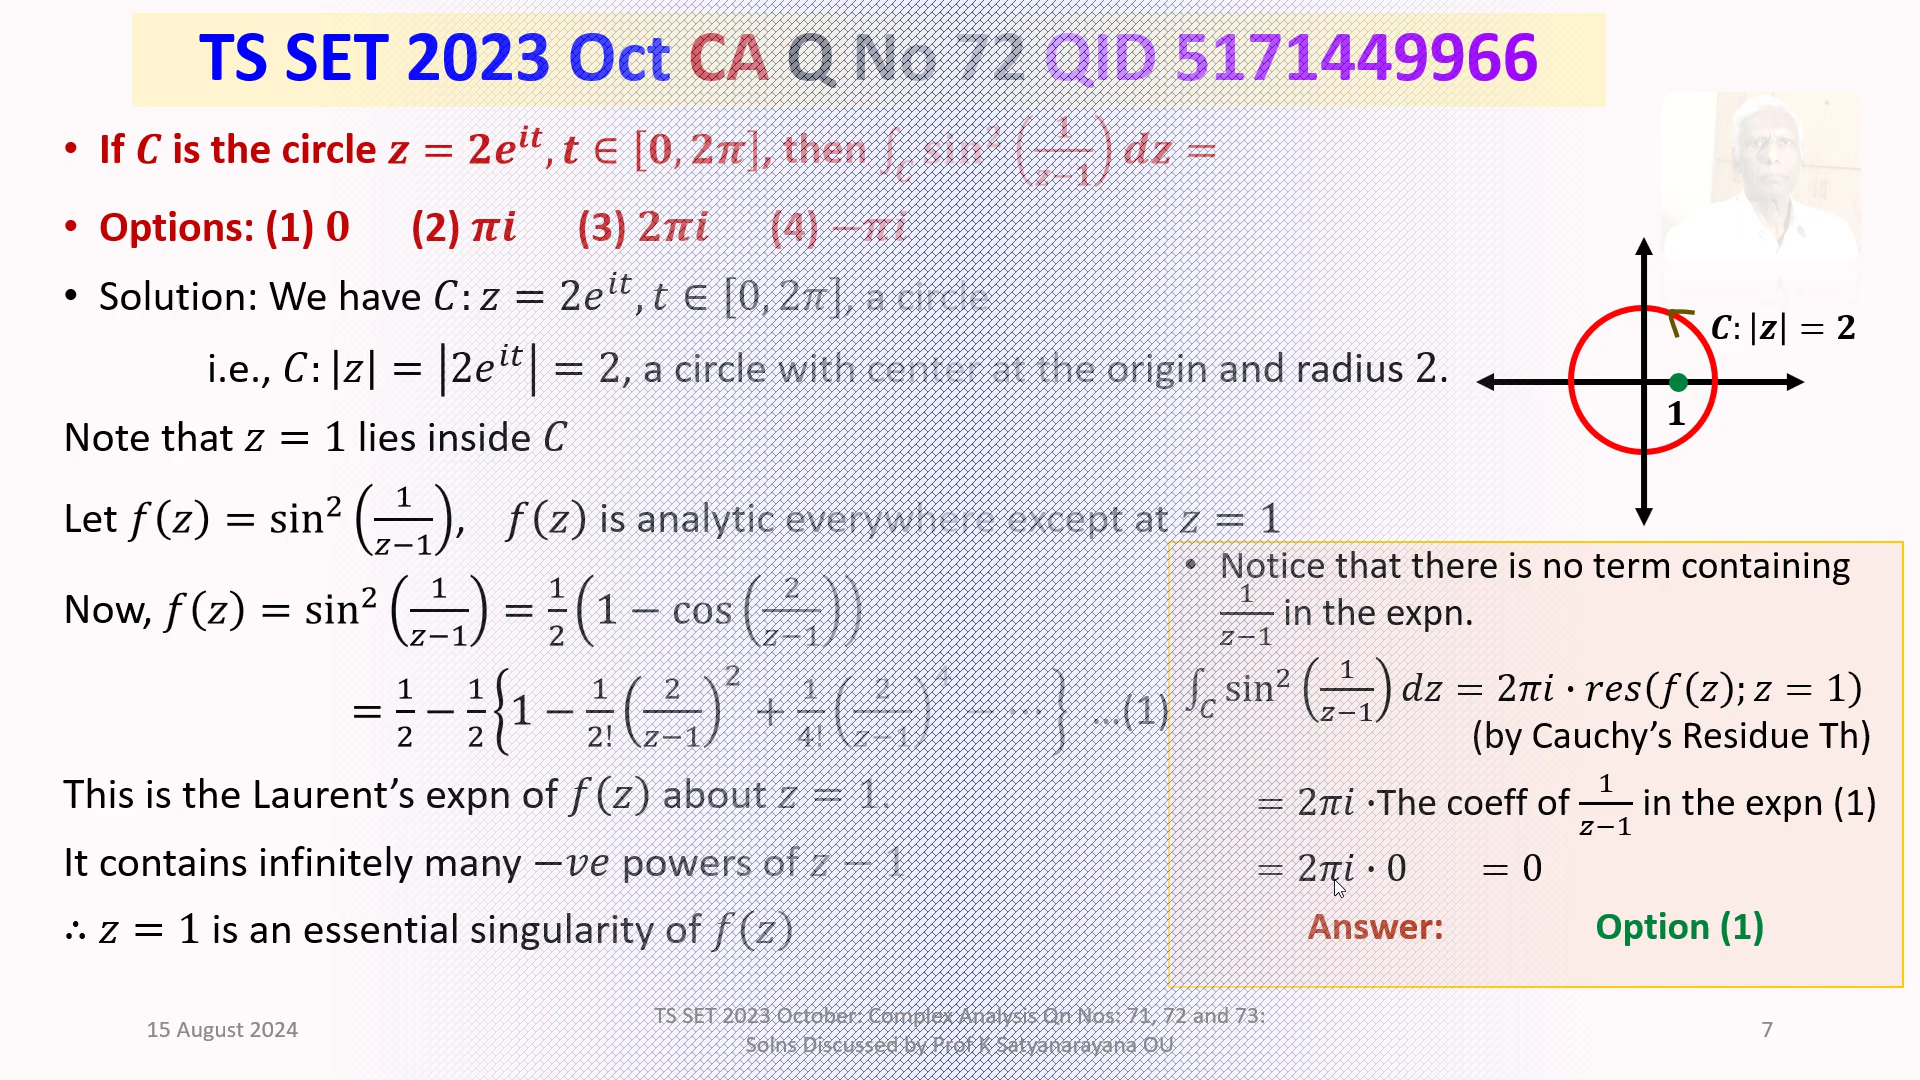 TS SET 2023 Oct CA Q No 72 QID 5171449966
• If C is the circle z = 2e^{it}, t ∈ [0, 2π], then ∫_C sin² (1/(z−1)) dz =
• Options: (1) 0 (2) πi (3) 2πi (4) −πi
• Solution: We have C: z = 2e^{it}, t ∈ [0, 2π], a circle
i.e., C: |z| = |2e^{it}| = 2, a circle with center at the origin and radius 2.
Note that z = 1 lies inside C
Let f(z) = sin² (1/(z−1)), f(z) is analytic everywhere except at z = 1
Now, f(z) = sin² (1/(z−1)) = 1/2 (1 − cos (2/(z−1)))
= 1/2 − 1/2 {1 − 1/2! (2/(z−1))² + 1/4! (2/(z−1))⁴ − ⋯} …(1)
This is the Laurent’s expn of f(z) about z = 1.
It contains infinitely many −ve powers of z − 1
∴ z = 1 is an essential singularity of f(z)
C: |z| = 2
1
• Notice that there is no term containing
1/(z−1) in the expn.
∫_C sin² (1/(z−1)) dz = 2πi · res(f(z); z = 1)
(by Cauchy’s Residue Th)
= 2πi ·The coeff of 1/(z−1) in the expn (1)
= 2πi · 0 = 0
Answer: Option (1)
15 August 2024
TS SET 2023 October: Complex Analysis Qn Nos: 71, 72 and 73:
Solns Discussed by Prof K Satyanarayana OU
7